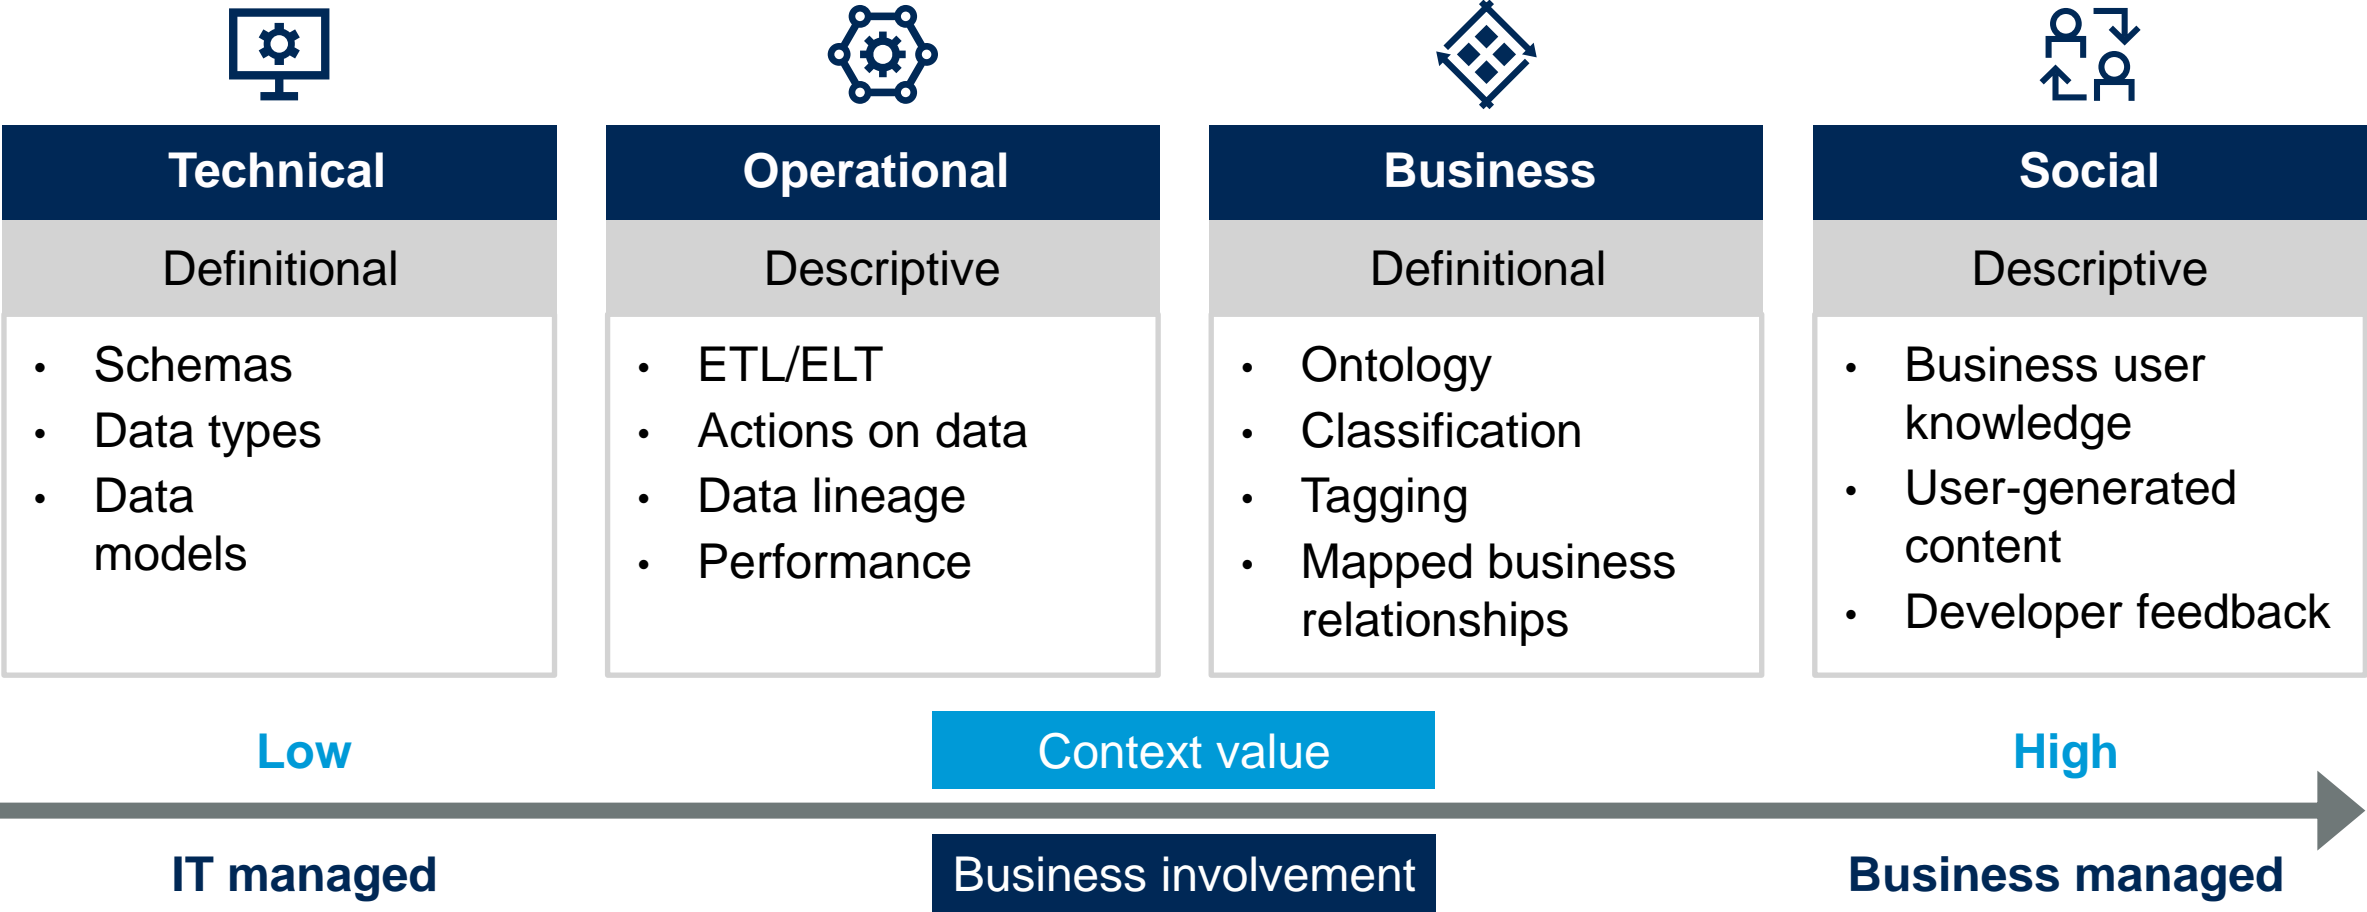 Technical
Definitional
• Schemas
• Data types
• Data
models
Operational
Descriptive
• ETL/ELT
• Actions on data
• Data lineage
• Performance
Business
Definitional
• Ontology
• Classification
• Tagging
• Mapped business
relationships
Social
Descriptive
• Business user
knowledge
• User-generated
content
• Developer feedback
Low
Context value
High
IT managed
Business involvement
Business managed